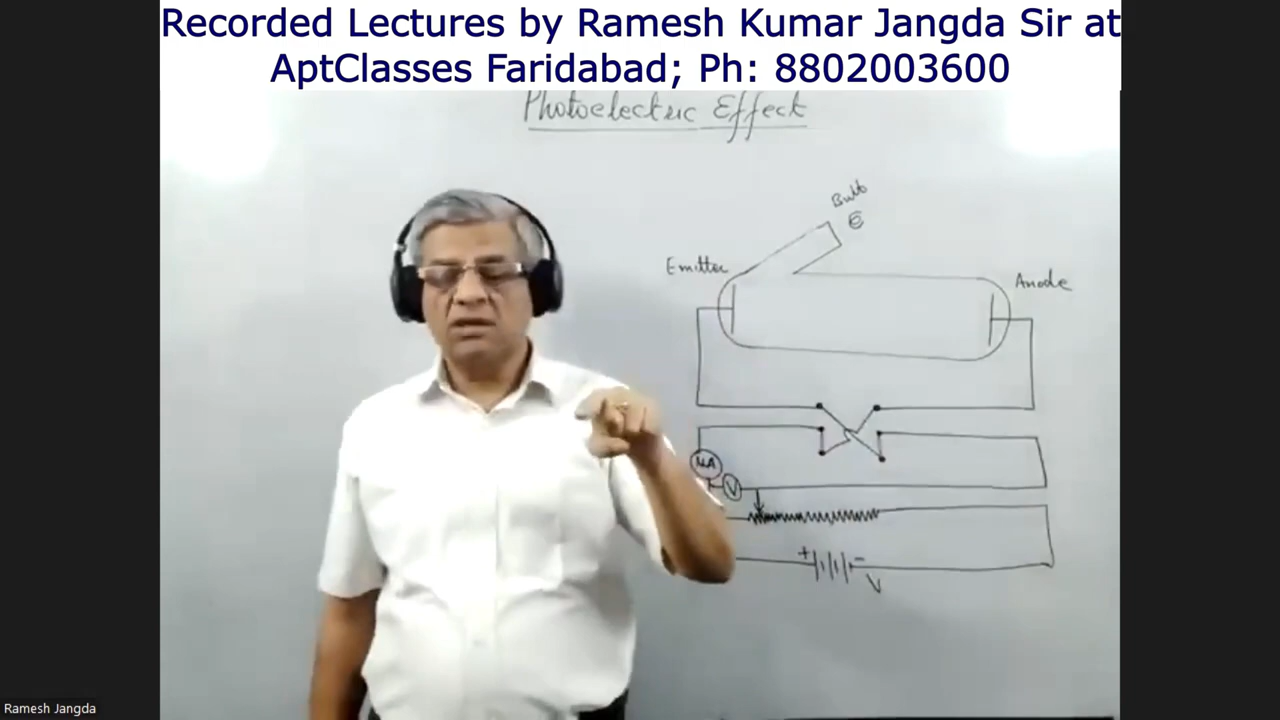 Recorded Lectures by Ramesh Kumar Jangda Sir at
AptClasses Faridabad; Ph: 8802003600
Photoelectric Effect
Bulb
E
Emitter
Anode
μA
V
+
-
V
Ramesh Jangda